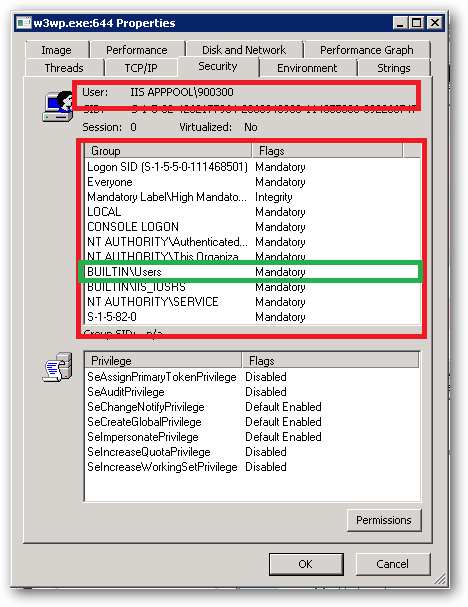 w3wp.exe:644 Properties
Image Performance Disk and Network Performance Graph
Threads TCP/IP Security Environment Strings
User: IIS APPPOOL\900300
SID:
Session: 0 Virtualized: No
Group Flags
Logon SID (S-1-5-5-0-111468501) Mandatory
Everyone Mandatory
Mandatory Label\High Mandato... Integrity
LOCAL Mandatory
CONSOLE LOGON Mandatory
NT AUTHORITY\Authenticated... Mandatory
NT AUTHORITY\This Organiza... Mandatory
BUILTIN\Users Mandatory
BUILTIN\IIS_IUSRS Mandatory
NT AUTHORITY\SERVICE Mandatory
S-1-5-82-0 Mandatory
Group SID: n/a
Privilege Flags
SeAssignPrimaryTokenPrivilege Disabled
SeAuditPrivilege Disabled
SeChangeNotifyPrivilege Default Enabled
SeCreateGlobalPrivilege Default Enabled
SeImpersonatePrivilege Default Enabled
SeIncreaseQuotaPrivilege Disabled
SeIncreaseWorkingSetPrivilege Disabled
Permissions
OK Cancel